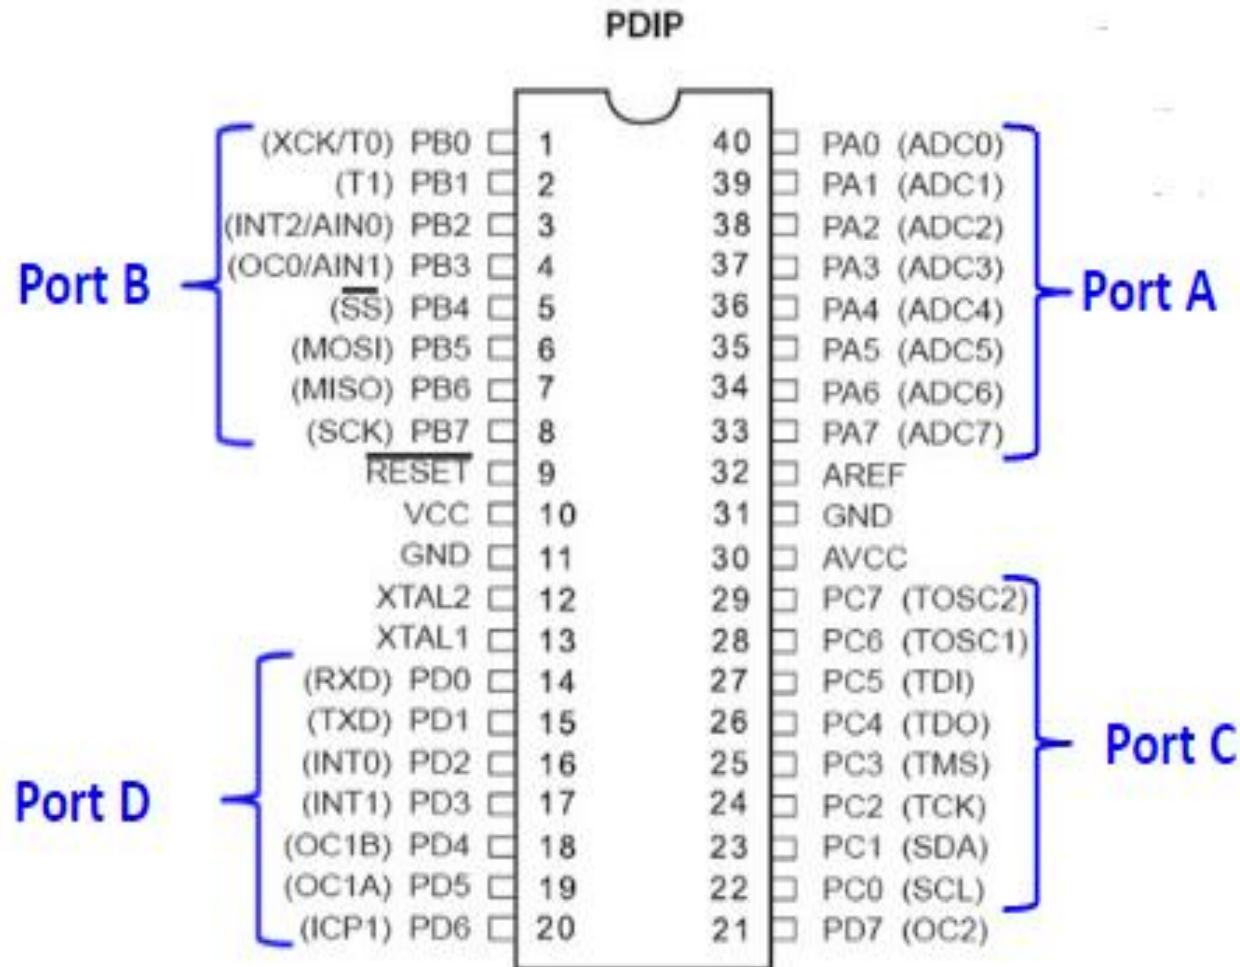 PDIP
(XCK/T0) PB0 1 40 PA0 (ADC0)
(T1) PB1 2 39 PA1 (ADC1)
(INT2/AIN0) PB2 3 38 PA2 (ADC2)
(OC0/AIN1) PB3 4 37 PA3 (ADC3)
Port B
Port A
(SS) PB4 5 36 PA4 (ADC4)
(MOSI) PB5 6 35 PA5 (ADC5)
(MISO) PB6 7 34 PA6 (ADC6)
(SCK) PB7 8 33 PA7 (ADC7)
RESET 9 32 AREF
VCC 10 31 GND
GND 11 30 AVCC
XTAL2 12 29 PC7 (TOSC2)
XTAL1 13 28 PC6 (TOSC1)
(RXD) PD0 14 27 PC5 (TDI)
(TXD) PD1 15 26 PC4 (TDO)
Port C
(INT0) PD2 16 25 PC3 (TMS)
Port D
(INT1) PD3 17 24 PC2 (TCK)
(OC1B) PD4 18 23 PC1 (SDA)
(OC1A) PD5 19 22 PC0 (SCL)
(ICP1) PD6 20 21 PD7 (OC2)